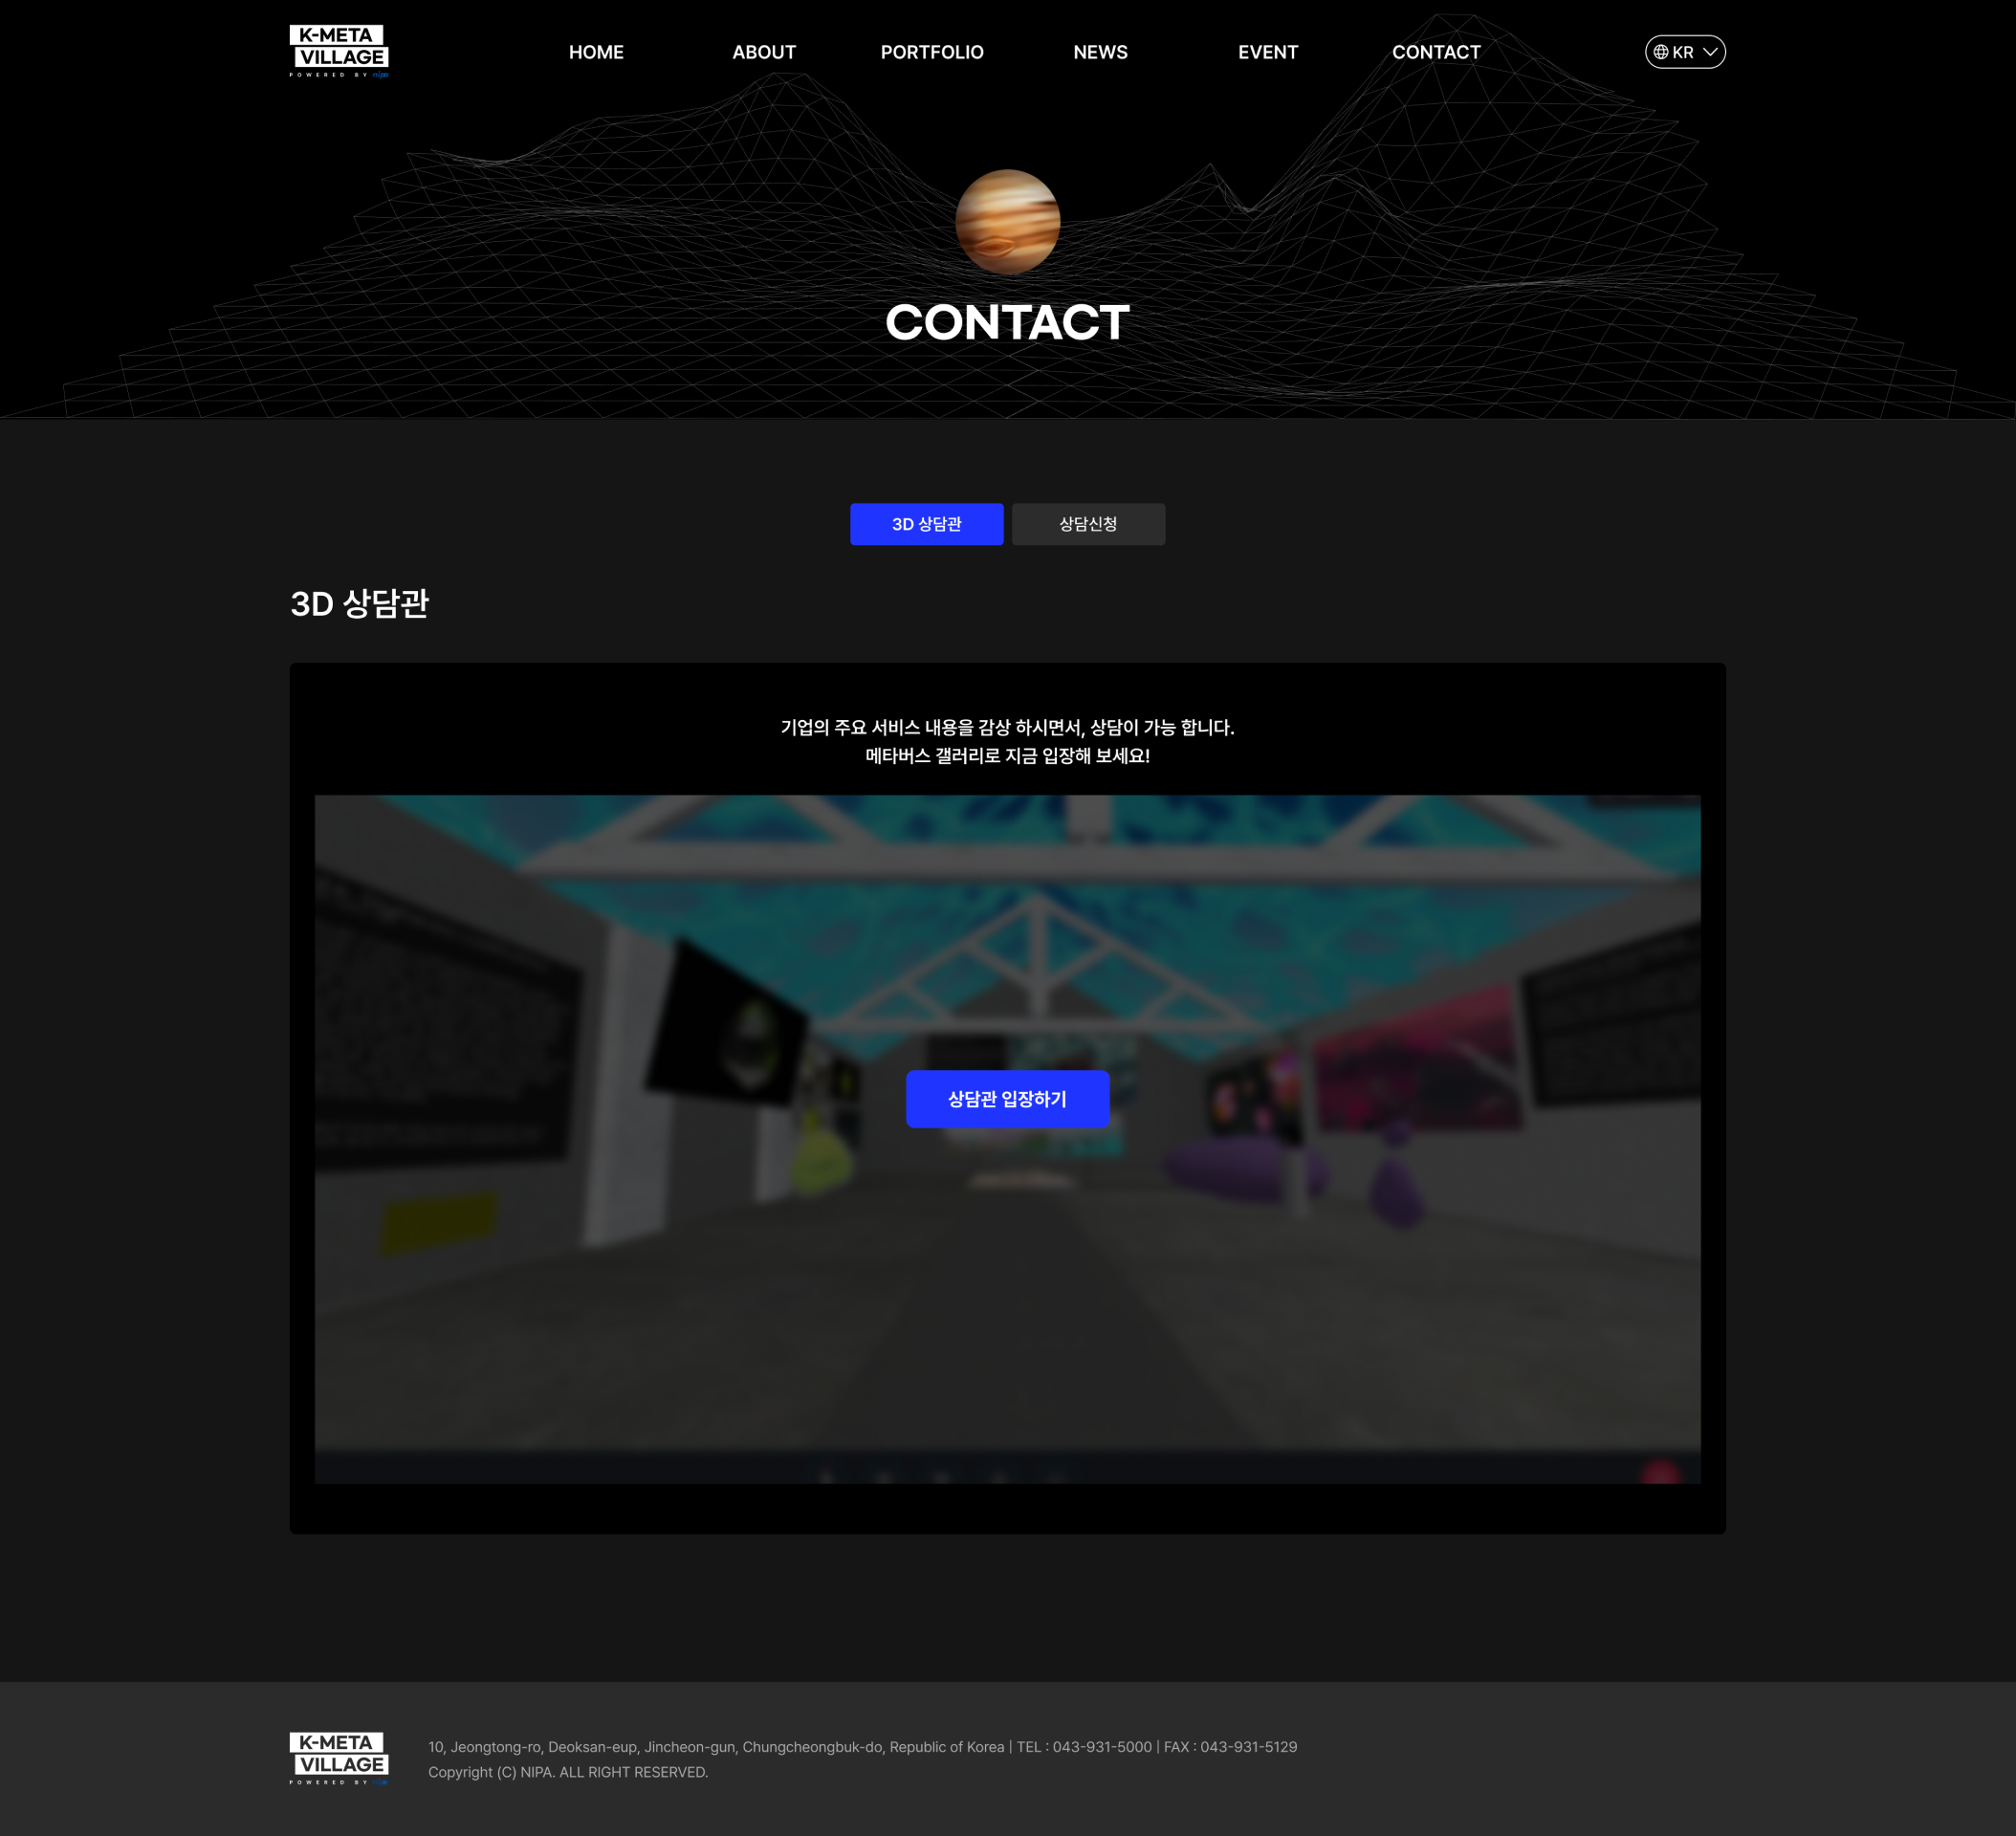 K-META
VILLAGE
POWERED BY nipa
HOME
ABOUT
PORTFOLIO
NEWS
EVENT
CONTACT
KR
CONTACT
3D 상담관
상담신청
3D 상담관
기업의 주요 서비스 내용을 감상 하시면서, 상담이 가능 합니다.
메타버스 갤러리로 지금 입장해 보세요!
상담관 입장하기
K-META
VILLAGE
POWERED BY nipa
10, Jeongtong-ro, Deoksan-eup, Jincheon-gun, Chungcheongbuk-do, Republic of Korea | TEL : 043-931-5000 | FAX : 043-931-5129
Copyright (C) NIPA. ALL RIGHT RESERVED.